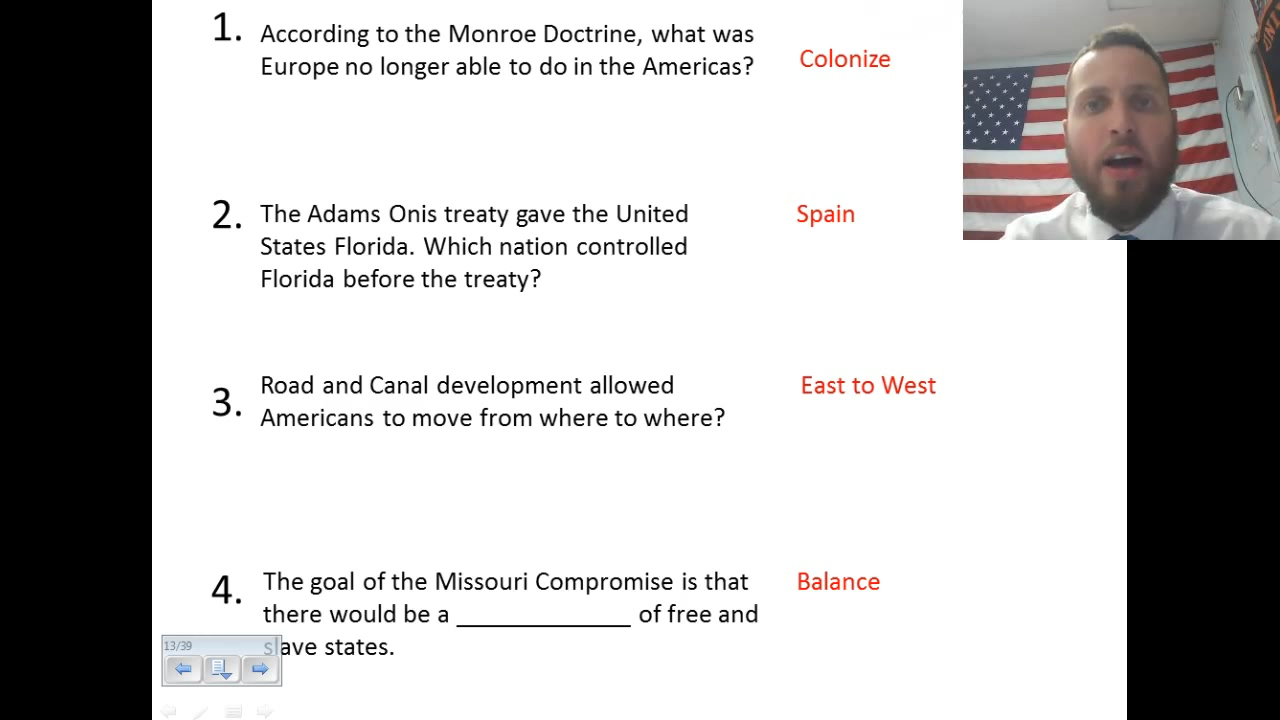 1. According to the Monroe Doctrine, what was
Europe no longer able to do in the Americas?
Colonize
2. The Adams Onis treaty gave the United
States Florida. Which nation controlled
Florida before the treaty?
Spain
3. Road and Canal development allowed
Americans to move from where to where?
East to West
4. The goal of the Missouri Compromise is that
there would be a _____________ of free and
slave states.
Balance
13/39